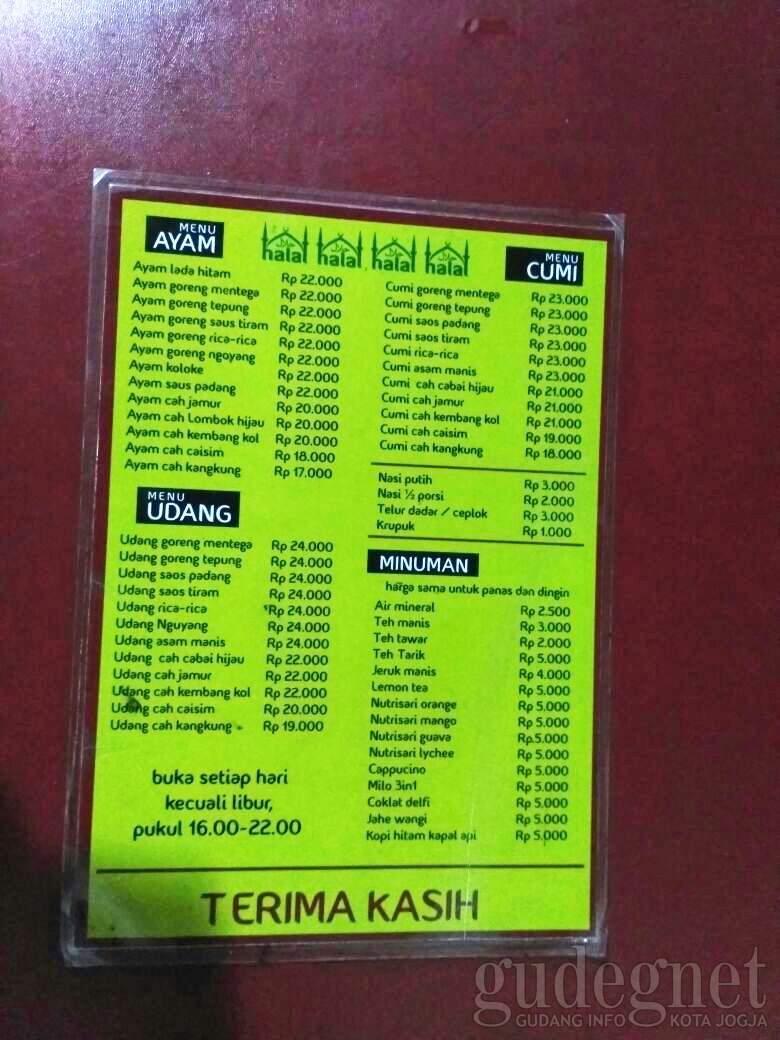 MENU
AYAM
halal halal halal halal
Ayam lada hitam Rp 22.000
Ayam goreng mentega Rp 22.000
Ayam goreng tepung Rp 22.000
Ayam goreng saus tiram Rp 22.000
Ayam goreng rica-rica Rp 22.000
Ayam goreng ngoyang Rp 22.000
Ayam koloke Rp 22.000
Ayam saus padang Rp 22.000
Ayam cah jamur Rp 20.000
Ayam cah Lombok hijau Rp 20.000
Ayam cah kembang kol Rp 20.000
Ayam cah caisim Rp 18.000
Ayam cah kangkung Rp 17.000
MENU
UDANG
Udang goreng mentega Rp 24.000
Udang goreng tepung Rp 24.000
Udang saos padang Rp 24.000
Udang saos tiram Rp 24.000
Udang rica-rica Rp 24.000
Udang Nguyang Rp 24.000
Udang asam manis Rp 24.000
Udang cah cabai hijau Rp 22.000
Udang cah jamur Rp 22.000
Udang cah kembang kol Rp 22.000
Udang cah caisim Rp 20.000
Udang cah kangkung Rp 19.000
buka setiap hari
kecuali libur,
pukul 16.00-22.00
MENU
CUMI
Cumi goreng mentega Rp 23.000
Cumi goreng tepung Rp 23.000
Cumi saos padang Rp 23.000
Cumi saos tiram Rp 23.000
Cumi rica-rica Rp 23.000
Cumi asam manis Rp 23.000
Cumi cah cabai hijau Rp 21.000
Cumi cah jamur Rp 21.000
Cumi cah kembang kol Rp 21.000
Cumi cah caisim Rp 19.000
Cumi cah kangkung Rp 18.000
Nasi putih Rp 3.000
Nasi ½ porsi Rp 2.000
Telur dadar / ceplok Rp 3.000
Krupuk Rp 1.000
MINUMAN
harga sama untuk panas dan dingin
Air mineral Rp 2.500
Teh manis Rp 3.000
Teh tawar Rp 2.000
Teh Tarik Rp 5.000
Jeruk manis Rp 4.000
Lemon tea Rp 5.000
Nutrisari orange Rp 5.000
Nutrisari mango Rp 5.000
Nutrisari guava Rp 5.000
Nutrisari lychee Rp 5.000
Cappucino Rp 5.000
Milo 3in1 Rp 5.000
Coklat delfi Rp 5.000
Jahe wangi Rp 5.000
Kopi hitam kapal api Rp 5.000
TERIMA KASIH
gudegnet
GUDANG INFO KOTA JOGJA